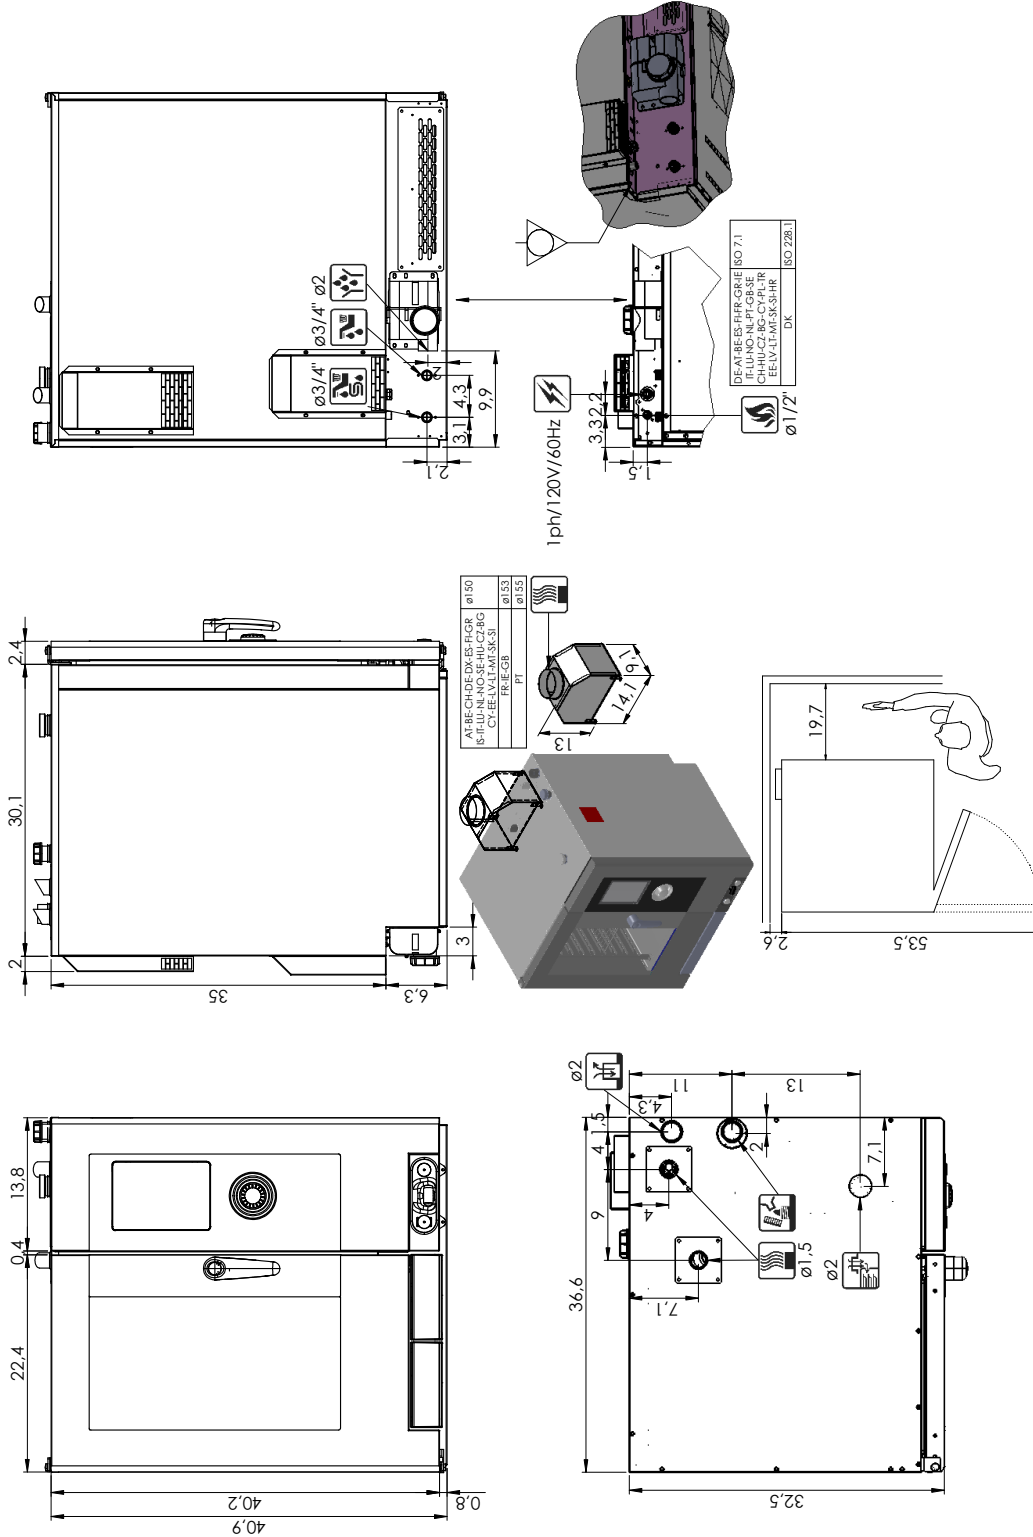 22,4
0,4
13,8
40,2
40,9
0,8
2
30,1
2,4
35
6,3
3
ø3/4"
ø3/4"
ø2
2
2,1
3,1
4,3
9,9
36,6
9
4
1,5
4,3
11
13
4
7,1
2
7,1
32,5
ø2
ø1,5
ø2
AT-BE-CH-DE-DX-ES-FI-GR
IS-IT-LU-NL-NO-SE-HU-CZ-BG
CY-EE-LV-LT-MT-SK-SI
ø150
FR-IE-GB
ø153
PT
ø155
13
14,1
9,1
2,6
53,5
19,7
1ph/120V/60Hz
3,3
2,2
1,5
ø1/2"
DE-AT-BE-ES-FI-FR-GR-IE
IT-LU-NO-NL-PT-GB-SE
CH-HU-CZ-BG-CY-PL-TR
EE-LV-LT-MT-SK-SI-HR
ISO 7.1
DK
ISO 228.1